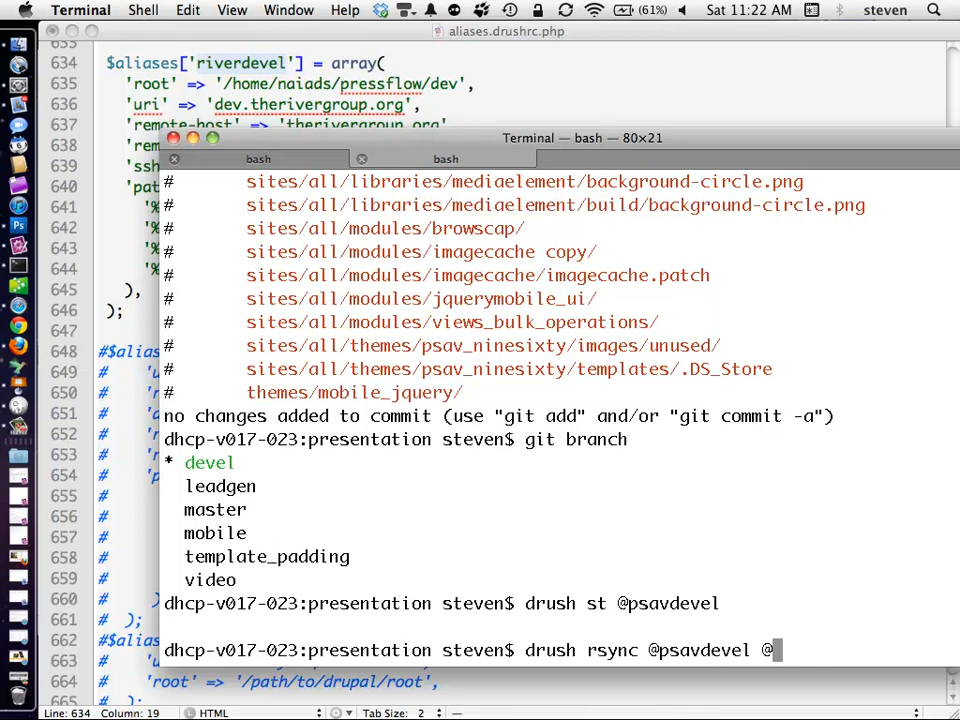 Terminal Shell Edit View Window Help (61%) Sat 11:22 AM steven
aliases.drushrc.php
635
634 $aliases['riverdevel'] = array(
635 'root' => '/home/naiads/pressflow/dev',
636 'uri' => 'dev.therivergroup.org',
637 'remote-host' => 'therivergroup.org'
638 'rem
639 'ssh
640 'pat
641 '%
642 '%
643 '%
644 '%
645 ),
646 );
647
648 #$alias
649 # 'u
650 # 'r
651 #
652 #
653 #
654 # 'p
655 #
656 #
657 #
658 #
659 #
660 # )
661 # );
662 #$alia
663 # 'u
664 # 'root' => '/path/to/drupal/root',
665
Terminal — bash — 80×21
bash bash
# sites/all/libraries/mediaelement/background-circle.png
# sites/all/libraries/mediaelement/build/background-circle.png
# sites/all/modules/browscap/
# sites/all/modules/imagecache copy/
# sites/all/modules/imagecache/imagecache.patch
# sites/all/modules/jquerymobile_ui/
# sites/all/modules/views_bulk_operations/
# sites/all/themes/psav_ninesixty/images/unused/
# sites/all/themes/psav_ninesixty/templates/.DS_Store
# themes/mobile_jquery/
no changes added to commit (use "git add" and/or "git commit -a")
dhcp-v017-023:presentation steven$ git branch
* devel
leadgen
master
mobile
template_padding
video
dhcp-v017-023:presentation steven$ drush st @psavdevel
dhcp-v017-023:presentation steven$ drush rsync @psavdevel @
Line: 634 Column: 19 HTML Tab Size: 2 —